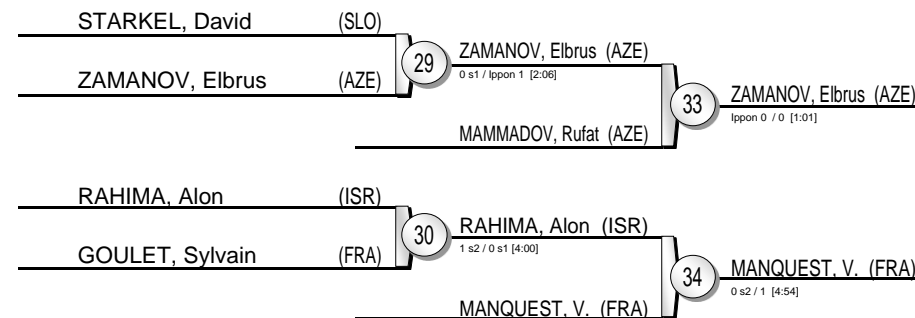 STARKEL, David (SLO)
29
ZAMANOV, Elbrus (AZE)
0 s1 / Ippon 1 [2:06]
ZAMANOV, Elbrus (AZE)
33
ZAMANOV, Elbrus (AZE)
Ippon 0 / 0 [1:01]
MAMMADOV, Rufat (AZE)
RAHIMA, Alon (ISR)
30
RAHIMA, Alon (ISR)
1 s2 / 0 s1 [4:00]
GOULET, Sylvain (FRA)
34
MANQUEST, V. (FRA)
0 s2 / 1 [4:54]
MANQUEST, V. (FRA)